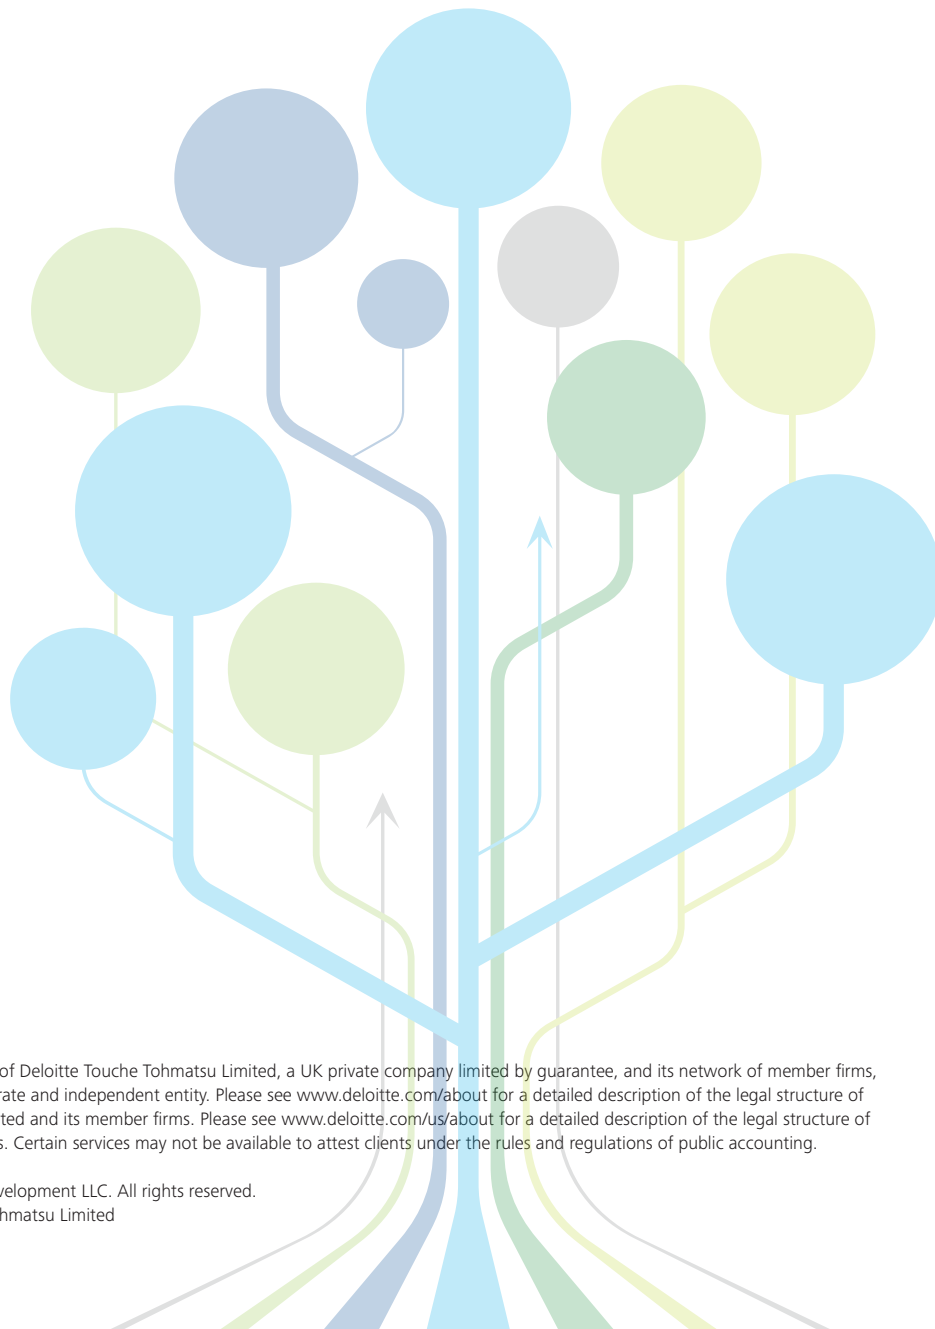 of Deloitte Touche Tohmatsu Limited, a UK private company limited by guarantee, and its network of member firms,
rate and independent entity. Please see www.deloitte.com/about for a detailed description of the legal structure of
ted and its member firms. Please see www.deloitte.com/us/about for a detailed description of the legal structure of
s. Certain services may not be available to attest clients under the rules and regulations of public accounting.
velopment LLC. All rights reserved.
hmatsu Limited